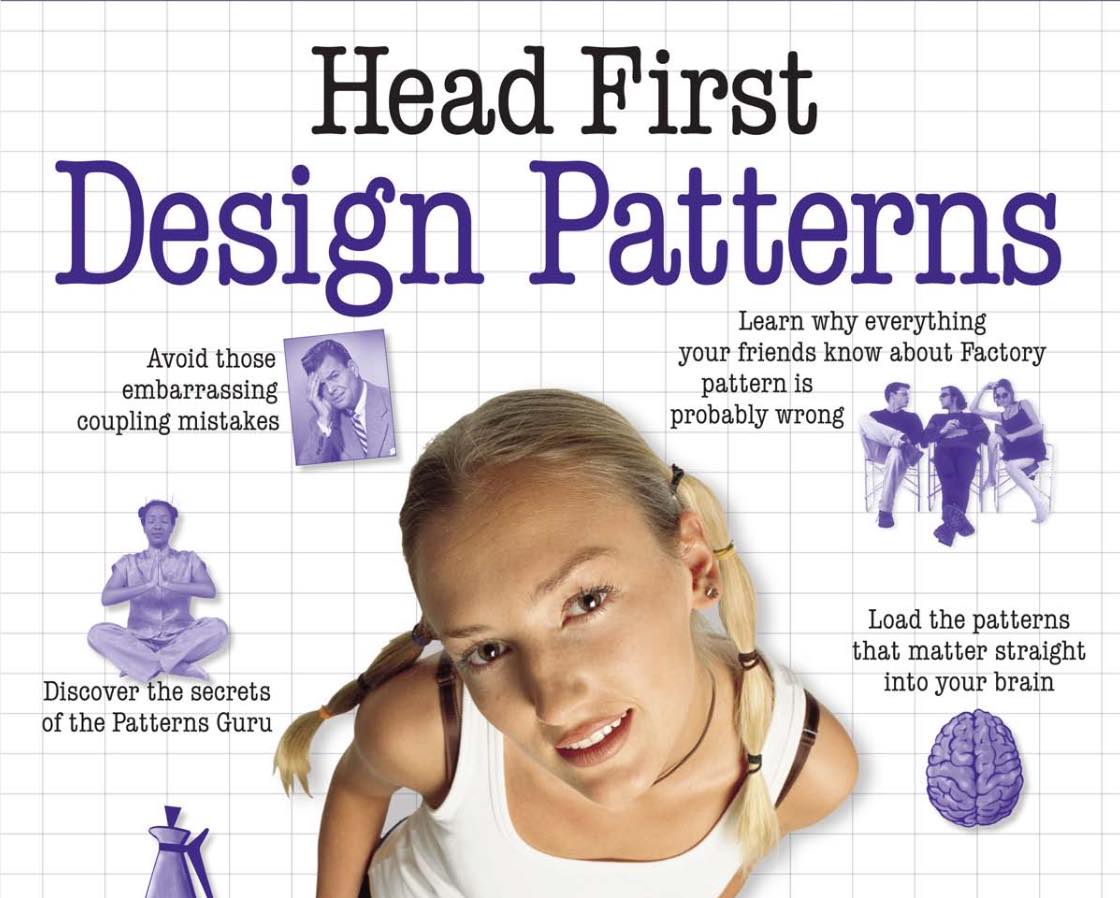 Head First
Design Patterns
Avoid those
embarrassing
coupling mistakes
Learn why everything
your friends know about Factory
pattern is
probably wrong
Discover the secrets
of the Patterns Guru
Load the patterns
that matter straight
into your brain